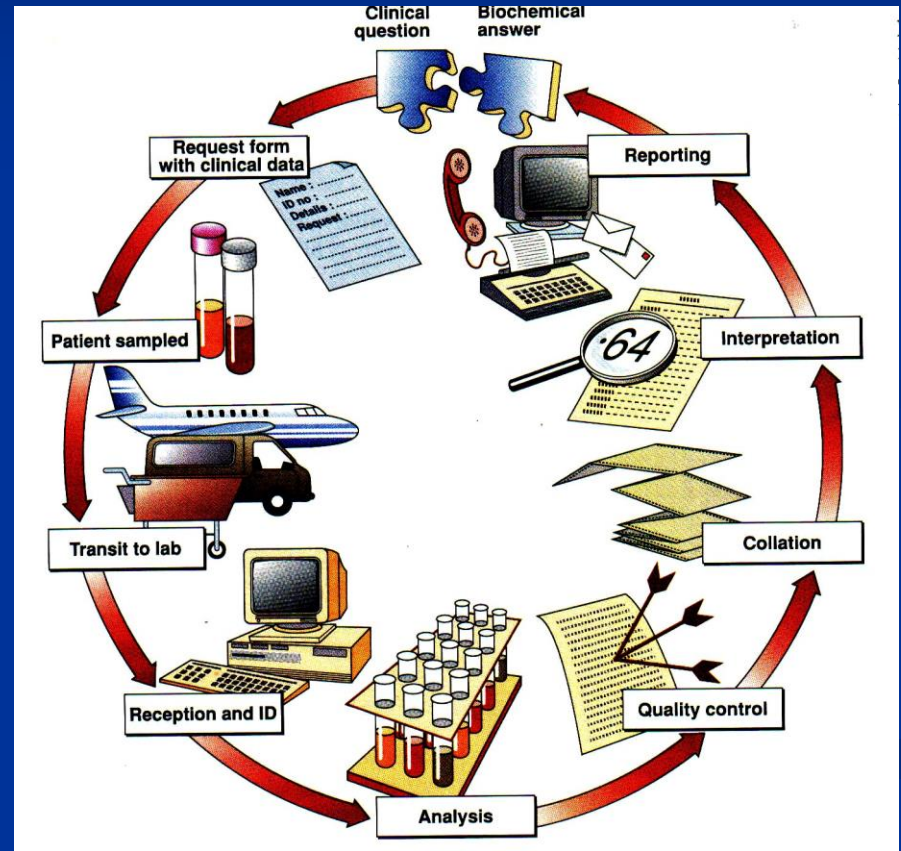 Clinical
question
Biochemical
answer
Request form
with clinical data
Name :
ID no :
Details :
Request :
Patient sampled
Transit to lab
Reception and ID
Analysis
Quality control
Collation
Interpretation
·64
Reporting